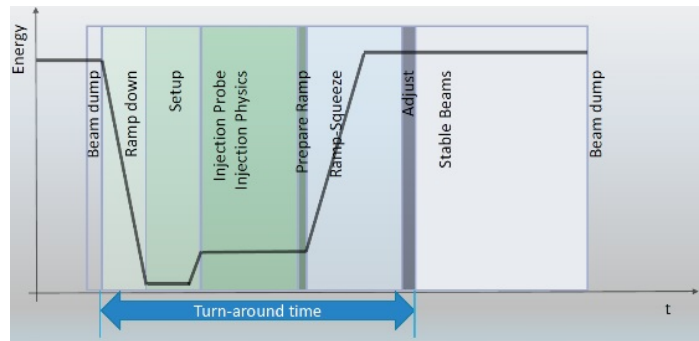 Energy
Beam dump
Ramp down
Setup
Injection Probe
Injection Physics
Prepare Ramp
Ramp-Squeeze
Adjust
Stable Beams
Beam dump
Turn-around time
t